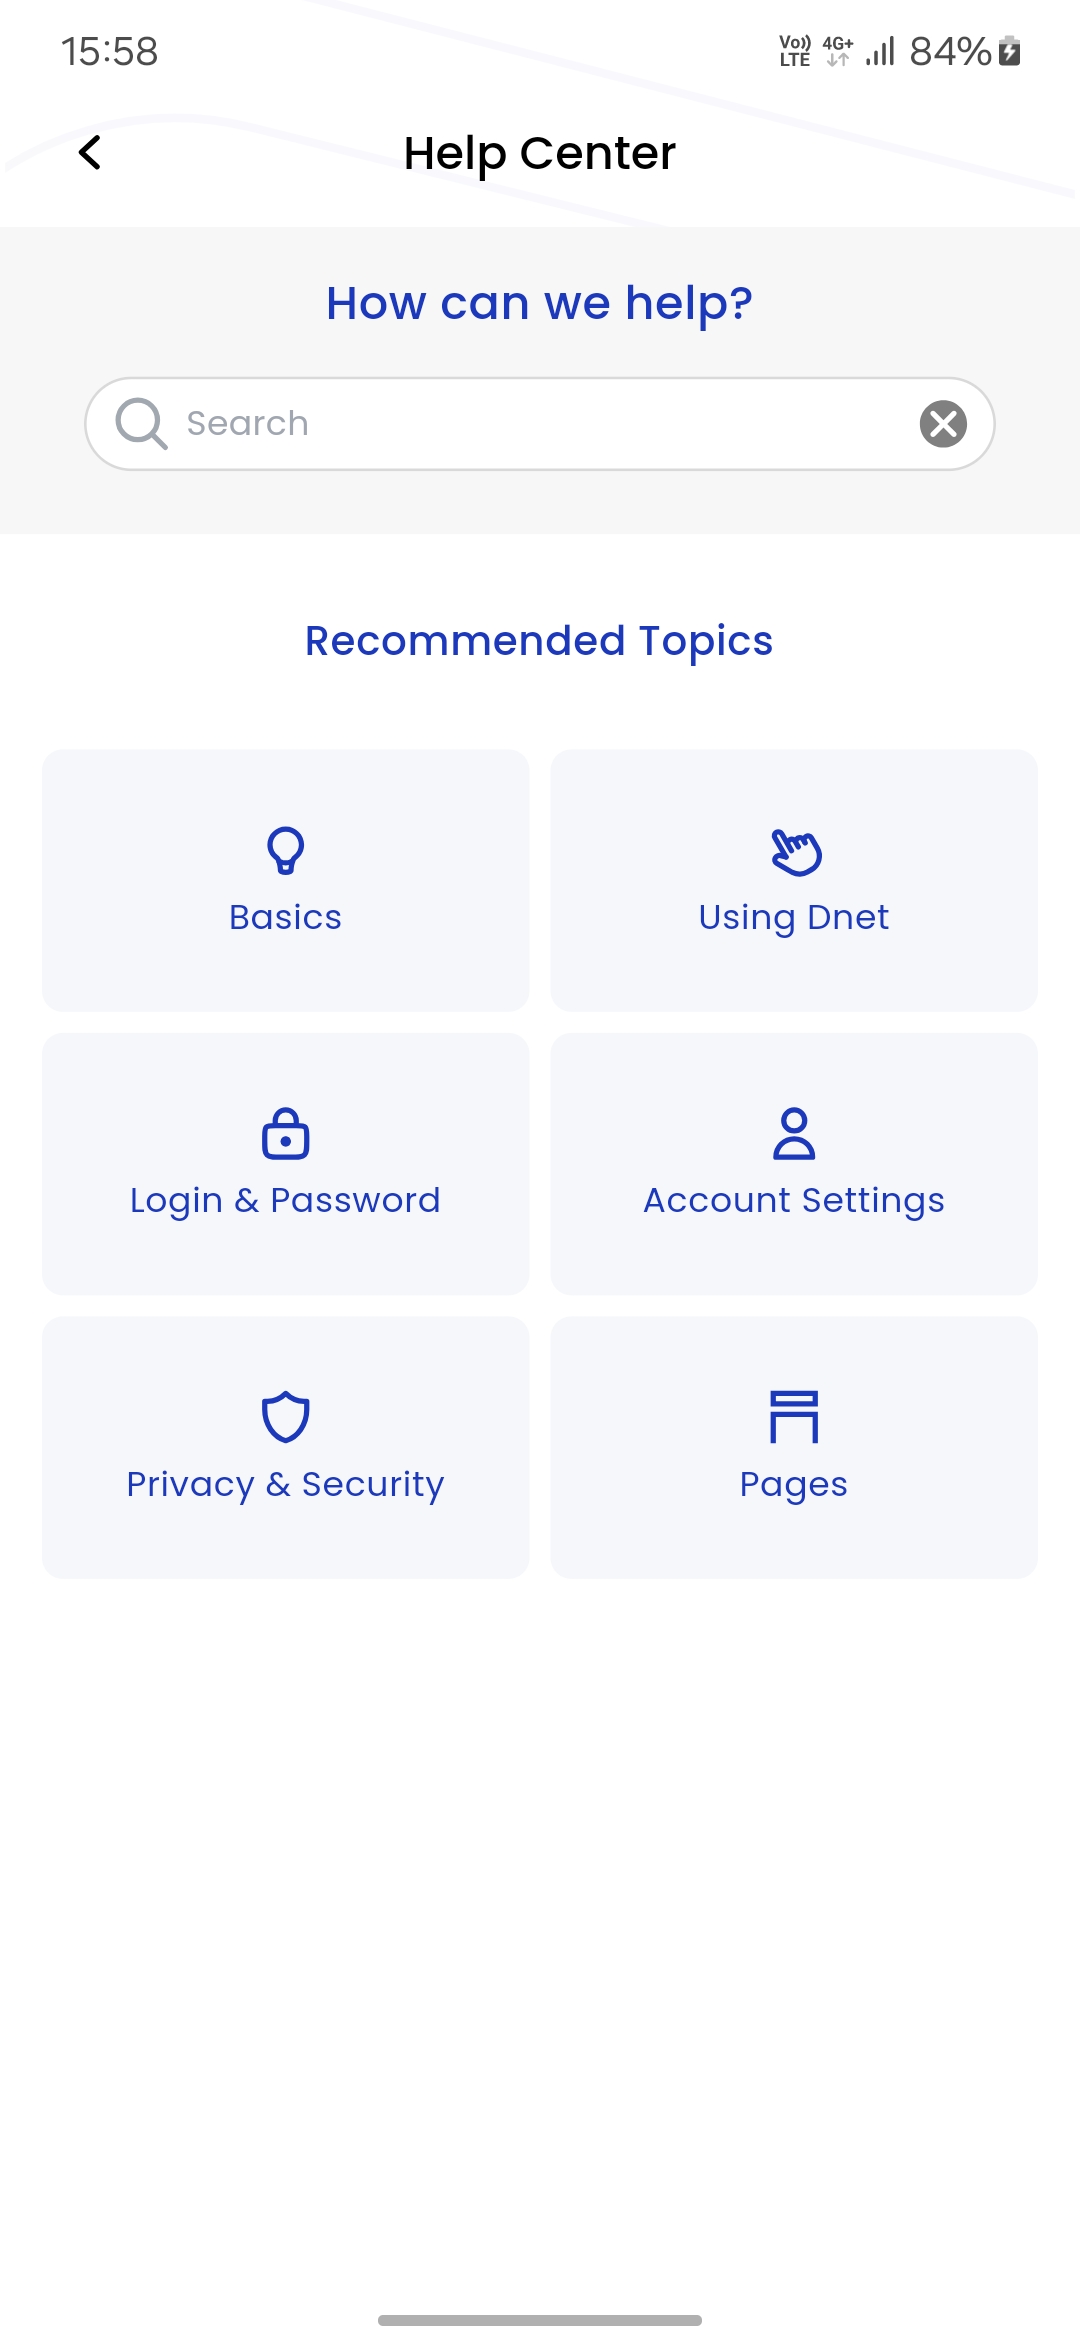 15:58
Vo)) LTE 4G+ 84%
Help Center
How can we help?
Search
Recommended Topics
Basics
Using Dnet
Login & Password
Account Settings
Privacy & Security
Pages